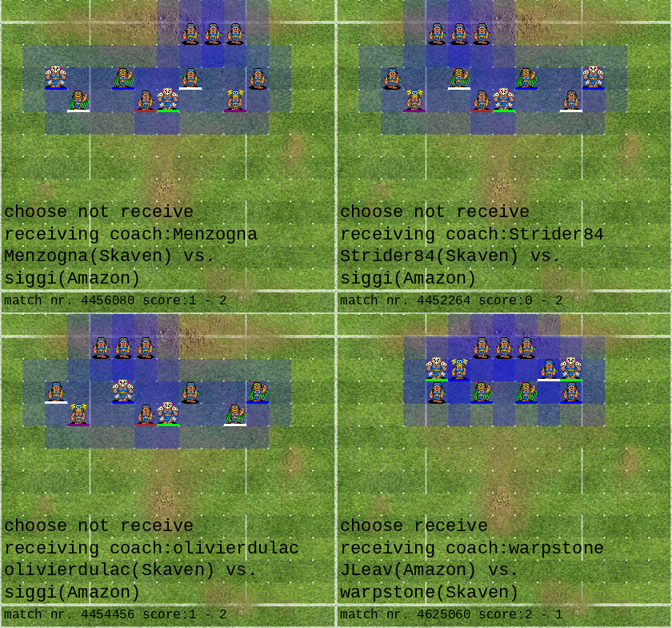 choose not receive
receiving coach:Menzogna
Menzogna(Skaven) vs.
siggi(Amazon)
match nr. 4456080 score:1 - 2
choose not receive
receiving coach:Strider84
Strider84(Skaven) vs.
siggi(Amazon)
match nr. 4452264 score:0 - 2
choose not receive
receiving coach:olivierdulac
olivierdulac(Skaven) vs.
siggi(Amazon)
match nr. 4454456 score:1 - 2
choose receive
receiving coach:warpstone
JLeav(Amazon) vs.
warpstone(Skaven)
match nr. 4625060 score:2 - 1